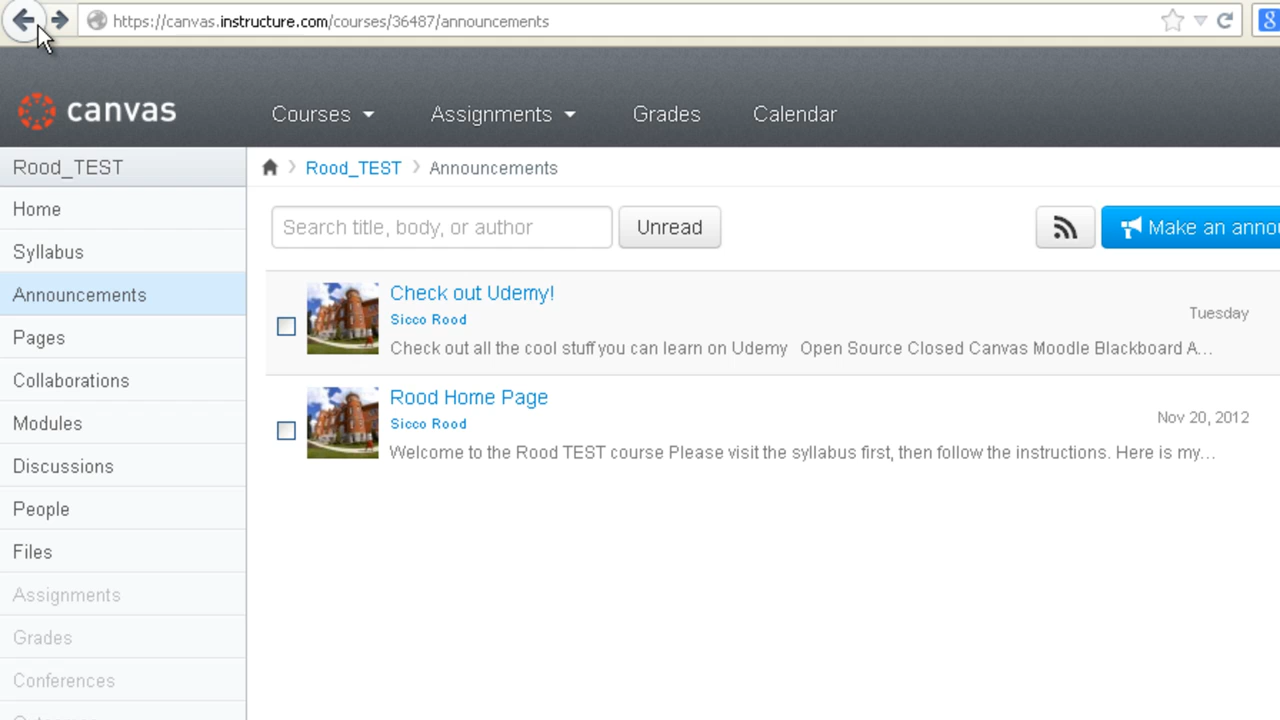 https://canvas.instructure.com/courses/36487/announcements
8
canvas
Courses
Assignments
Grades
Calendar
Rood_TEST
Rood_TEST
Announcements
Home
Syllabus
Announcements
Pages
Collaborations
Modules
Discussions
People
Files
Assignments
Grades
Conferences
Search title, body, or author
Unread
Make an anno
Check out Udemy!
Sicco Rood
Tuesday
Check out all the cool stuff you can learn on Udemy Open Source Closed Canvas Moodle Blackboard A...
Rood Home Page
Sicco Rood
Nov 20, 2012
Welcome to the Rood TEST course Please visit the syllabus first, then follow the instructions. Here is my...